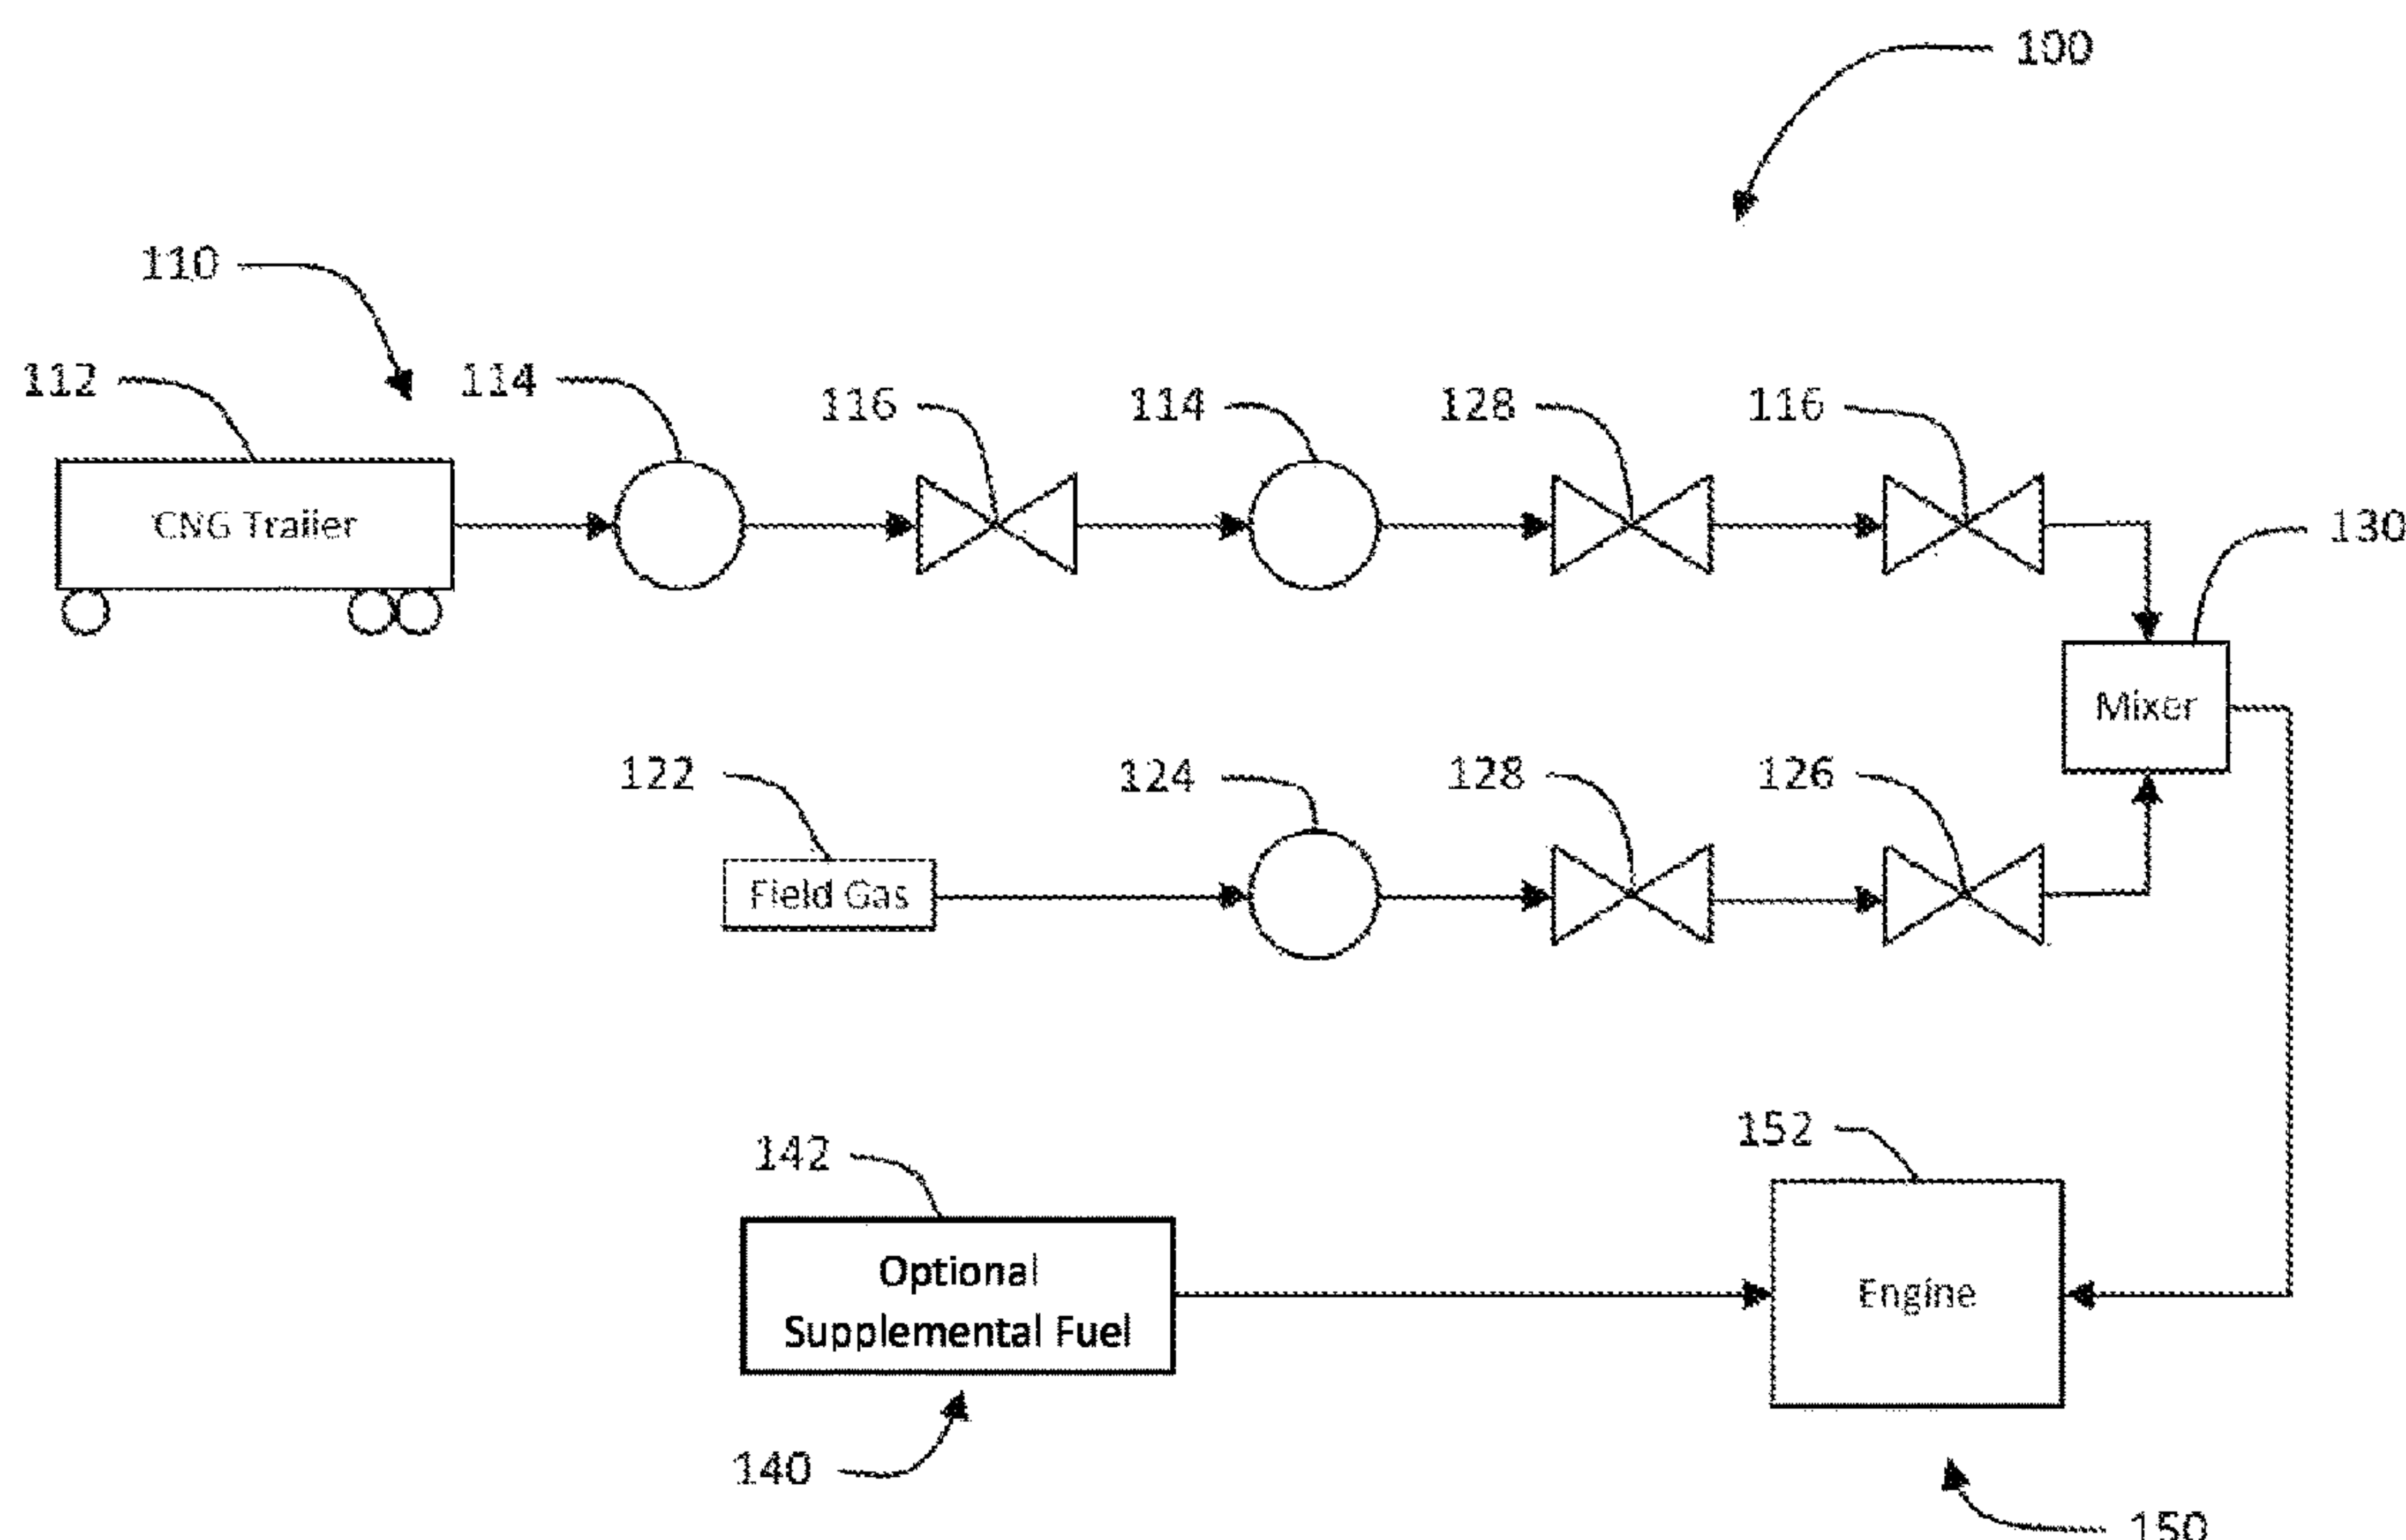 100
110
112
114
116
114
128
116
CNG Trailer
130
Mixer
122
124
128
126
Field Gas
142
152
Optional
Supplemental Fuel
Engine
140
150